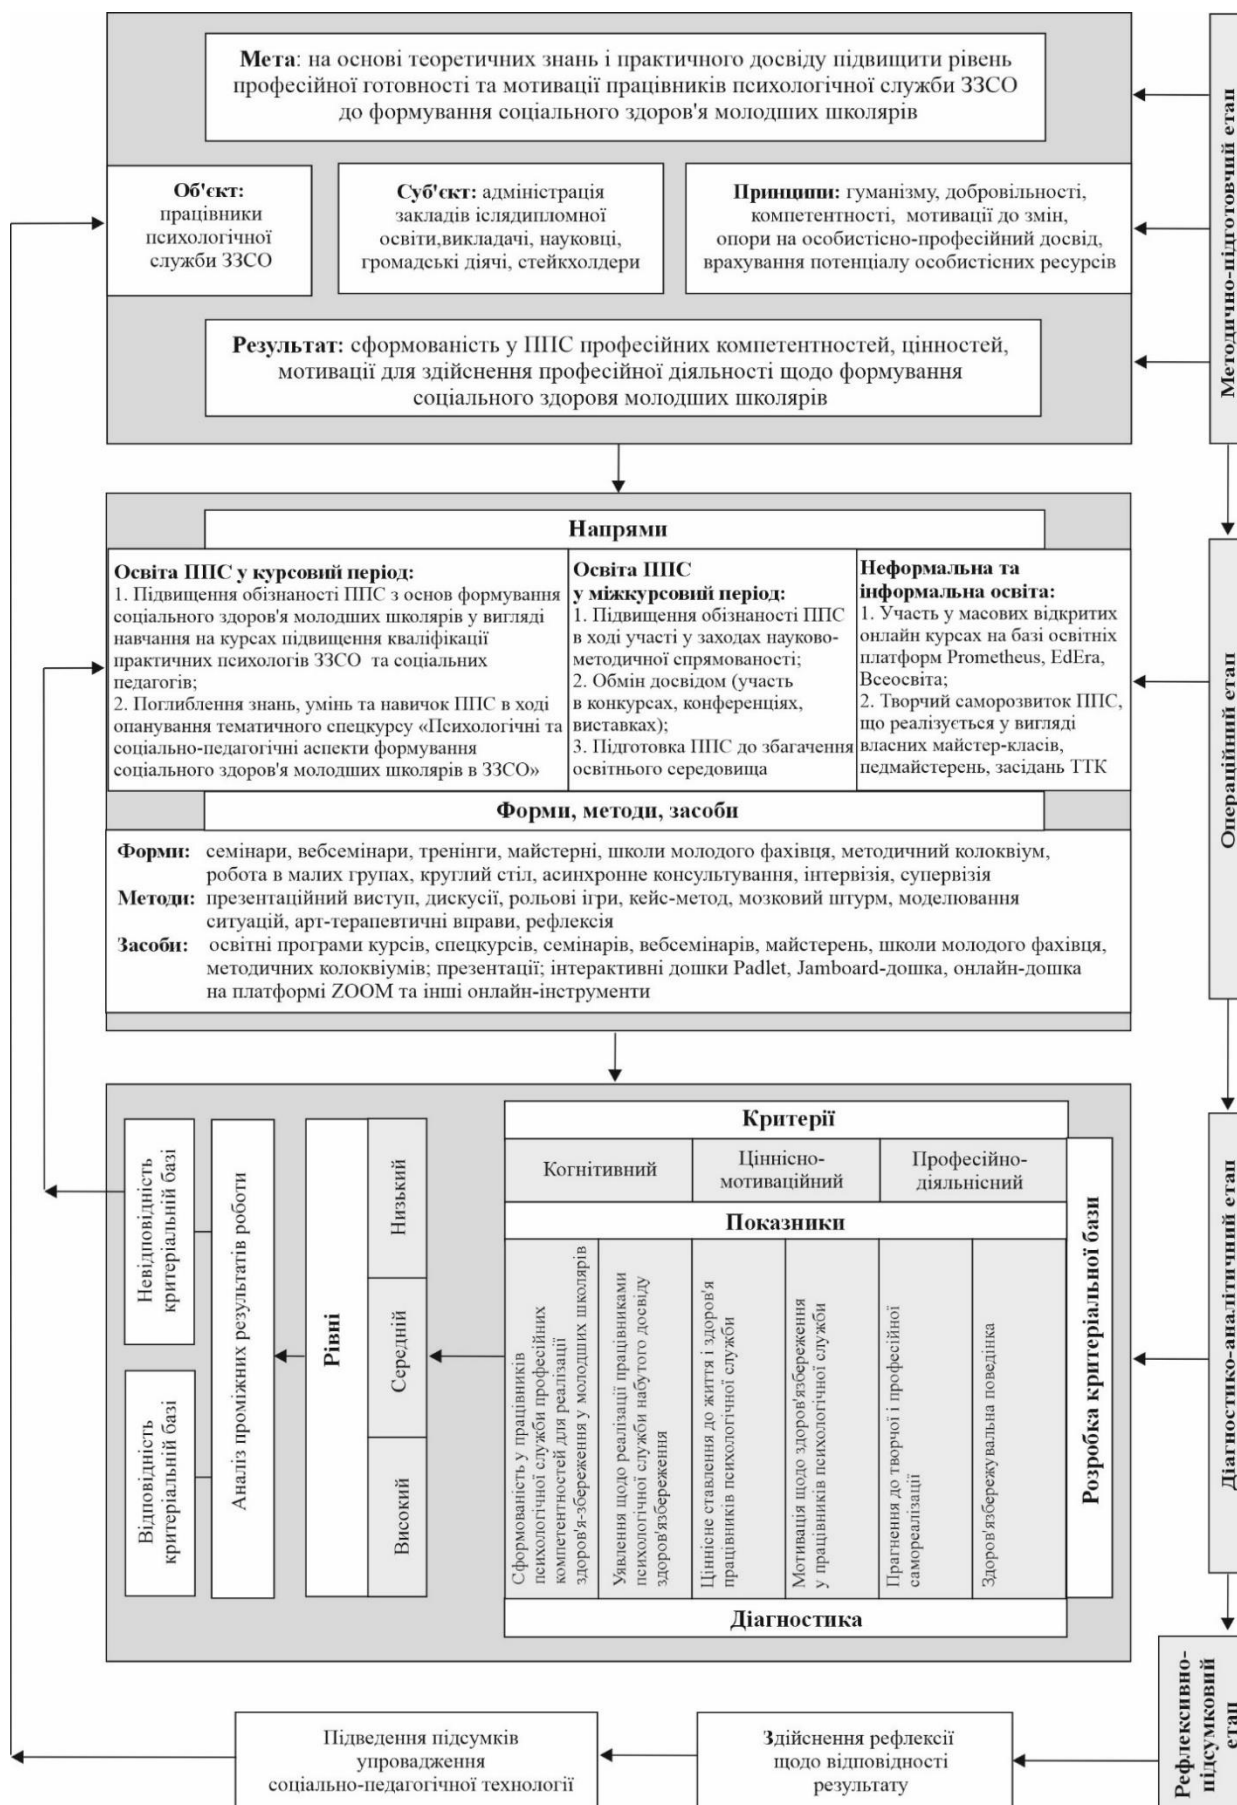 Мета: на основі теоретичних знань і практичного досвіду підвищити рівень
професійної готовності та мотивації працівників психологічної служби ЗЗСО
до формування соціального здоров'я молодших школярів
Об'єкт:
працівники
психологічної
служби ЗЗСО
Суб'єкт: адміністрація
закладів іслядипломної
освіти,викладачі, науковці,
громадські діячі, стейкхолдери
Принципи: гуманізму, добровільності,
компетентності, мотивації до змін,
опори на особистісно-професійний досвід,
врахування потенціалу особистісних ресурсів
Результат: сформованість у ППС професійних компетентностей, цінностей,
мотивації для здійснення професійної діяльності щодо формування
соціального здоровя молодших школярів
Методично-підготовчий етап
Напрями
Освіта ППС у курсовий період:
1. Підвищення обізнаності ППС з основ формування
соціального здоров'я молодших школярів у вигляді
навчання на курсах підвищення кваліфікації
практичних психологів ЗЗСО та соціальних
педагогів;
2. Поглиблення знань, умінь та навичок ППС в ході
опанування тематичного спецкурсу «Психологічні та
соціально-педагогічні аспекти формування
соціального здоров'я молодших школярів в ЗЗСО»
Освіта ППС
у міжкурсовий період:
1. Підвищення обізнаності ППС
в ході участі у заходах науково-
методичної спрямованості;
2. Обмін досвідом (участь
в конкурсах, конференціях,
виставках);
3. Підготовка ППС до збагачення
освітнього середовища
Неформальна та
інформальна освіта:
1. Участь у масових відкритих
онлайн курсах на базі освітніх
платформ Prometheus, EdEra,
Всеосвіта;
2. Творчий саморозвиток ППС,
що реалізується у вигляді
власних майстер-класів,
педмайстерень, засідань ТТК
Форми, методи, засоби
Форми: семінари, вебсемінари, тренінги, майстерні, школи молодого фахівця, методичний колоквіум,
робота в малих групах, круглий стіл, асинхронне консультування, інтервізія, супервізія
Методи: презентаційний виступ, дискусії, рольові ігри, кейс-метод, мозковий штурм, моделювання
ситуацій, арт-терапевтичні вправи, рефлексія
Засоби: освітні програми курсів, спецкурсів, семінарів, вебсемінарів, майстерень, школи молодого фахівця,
методичних колоквіумів; презентації; інтерактивні дошки Padlet, Jamboard-дошка, онлайн-дошка
на платформі ZOOM та інші онлайн-інструменти
Операційний етап
Невідповідність
критеріальній базі
Відповідність
критеріальній базі
Аналіз проміжних результатів роботи
Рівні
Низький
Середній
Високий
Критерії
Когнітивний
Ціннісно-
мотиваційний
Професійно-
діяльнісний
Показники
Сформованість у працівників
психологічної служби професійних
компетентностей для реалізації
здоров'я-збереження у молодших школярів
Уявлення щодо реалізації працівниками
психологічної служби набутого досвіду
здоров'язбереження
Ціннісне ставлення до життя і здоров'я
працівників психологічної служби
Мотивація щодо здоров'язбереження
у працівників психологічної служби
Прагнення до творчої і професійної
самореалізації
Здоров'язбережувальна поведінка
Діагностика
Розробка критеріальної бази
Діагностико-аналітичний етап
Підведення підсумків
упровадження
соціально-педагогічної технології
Здійснення рефлексії
щодо відповідності
результату
Рефлексивно-
підсумковий
етап